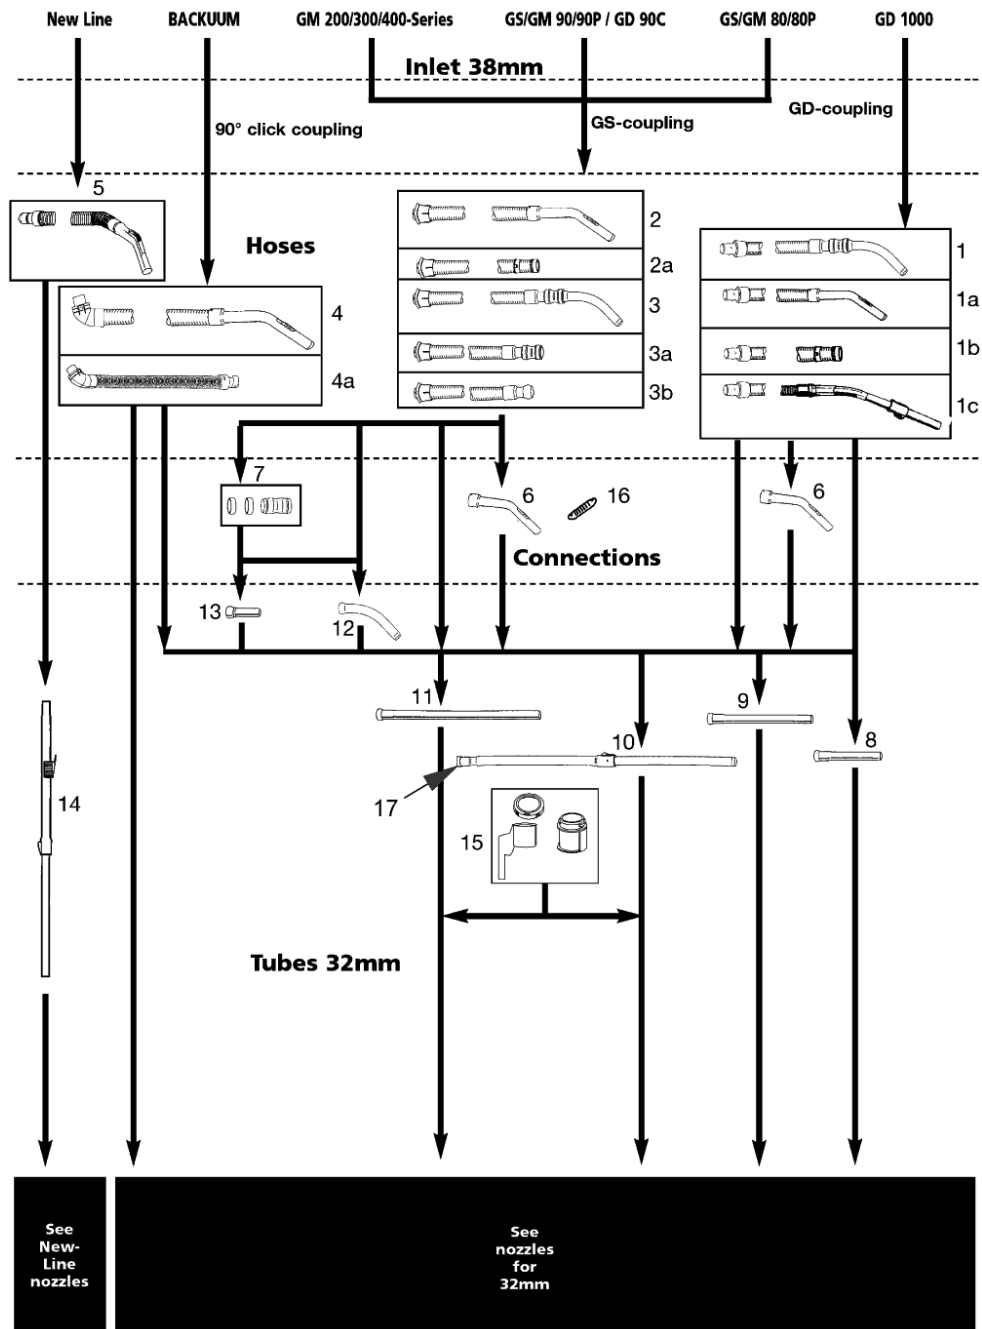 New Line BACKUUM GM 200/300/400-Series GS/GM 90/90P / GD 90C GS/GM 80/80P GD 1000
Inlet 38mm
GD-coupling
90° click coupling
GS-coupling
5
Hoses
2
2a
3
3a
3b
1
1a
1b
1c
4
4a
7
6
16
6
Connections
13
12
11
9
10
8
14
17
15
Tubes 32mm
See
New-
Line
nozzles
See
nozzles
for
32mm